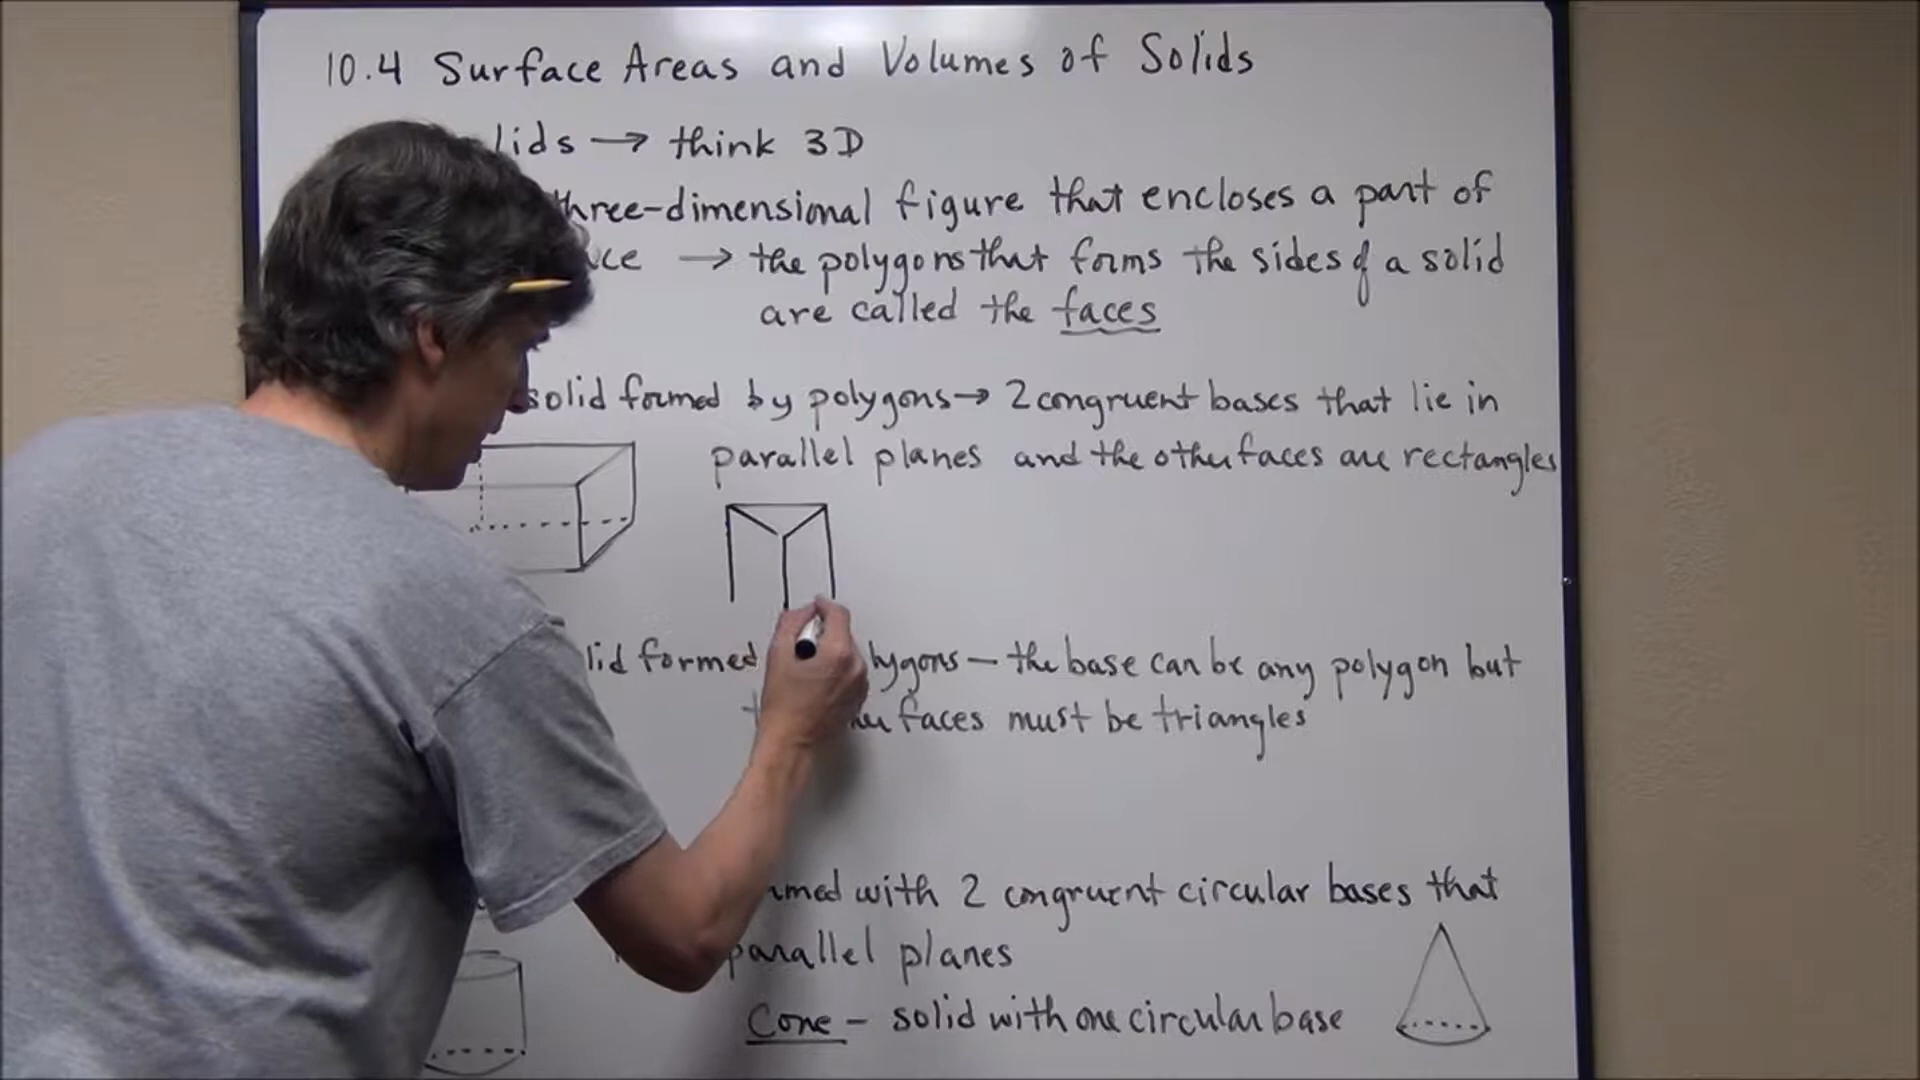 10.4 Surface Areas and Volumes of Solids
lids → think 3D
three-dimensional figure that encloses a part of
→ the polygons that forms the sides of a solid
are called the faces
solid formed by polygons → 2 congruent bases that lie in
parallel planes and the other faces are rectangles
lid formed lygons — the base can be any polygon but
faces must be triangles
med with 2 congruent circular bases that
parallel planes
Cone - solid with one circular base